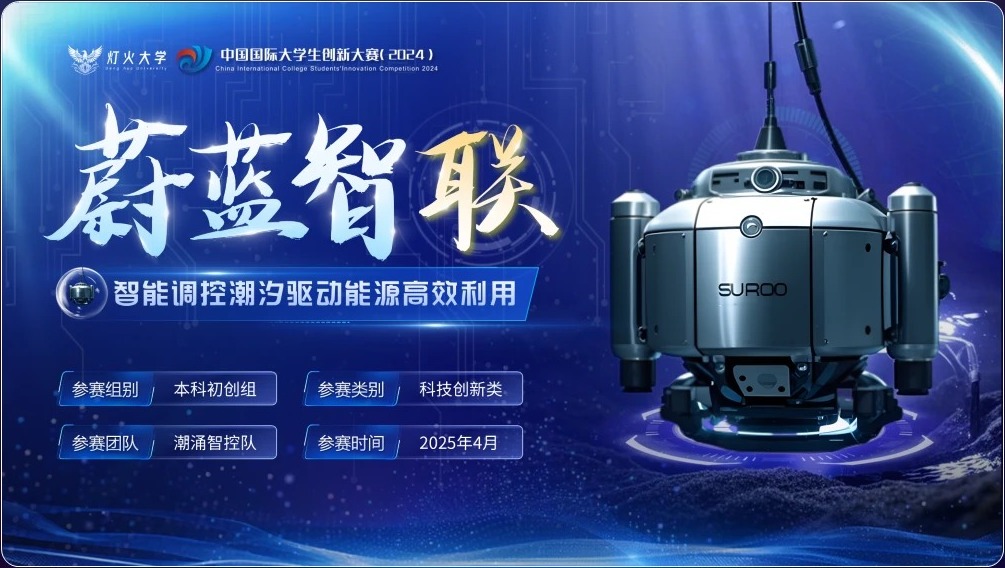 灯火大学
中国国际大学生创新大赛(2024)
China International College Students'Innovation Competition 2024
蔚蓝智联
智能调控潮汐驱动能源高效利用
SUROO
参赛组别 本科初创组 参赛类别 科技创新类
参赛团队 潮涌智控队 参赛时间 2025年4月